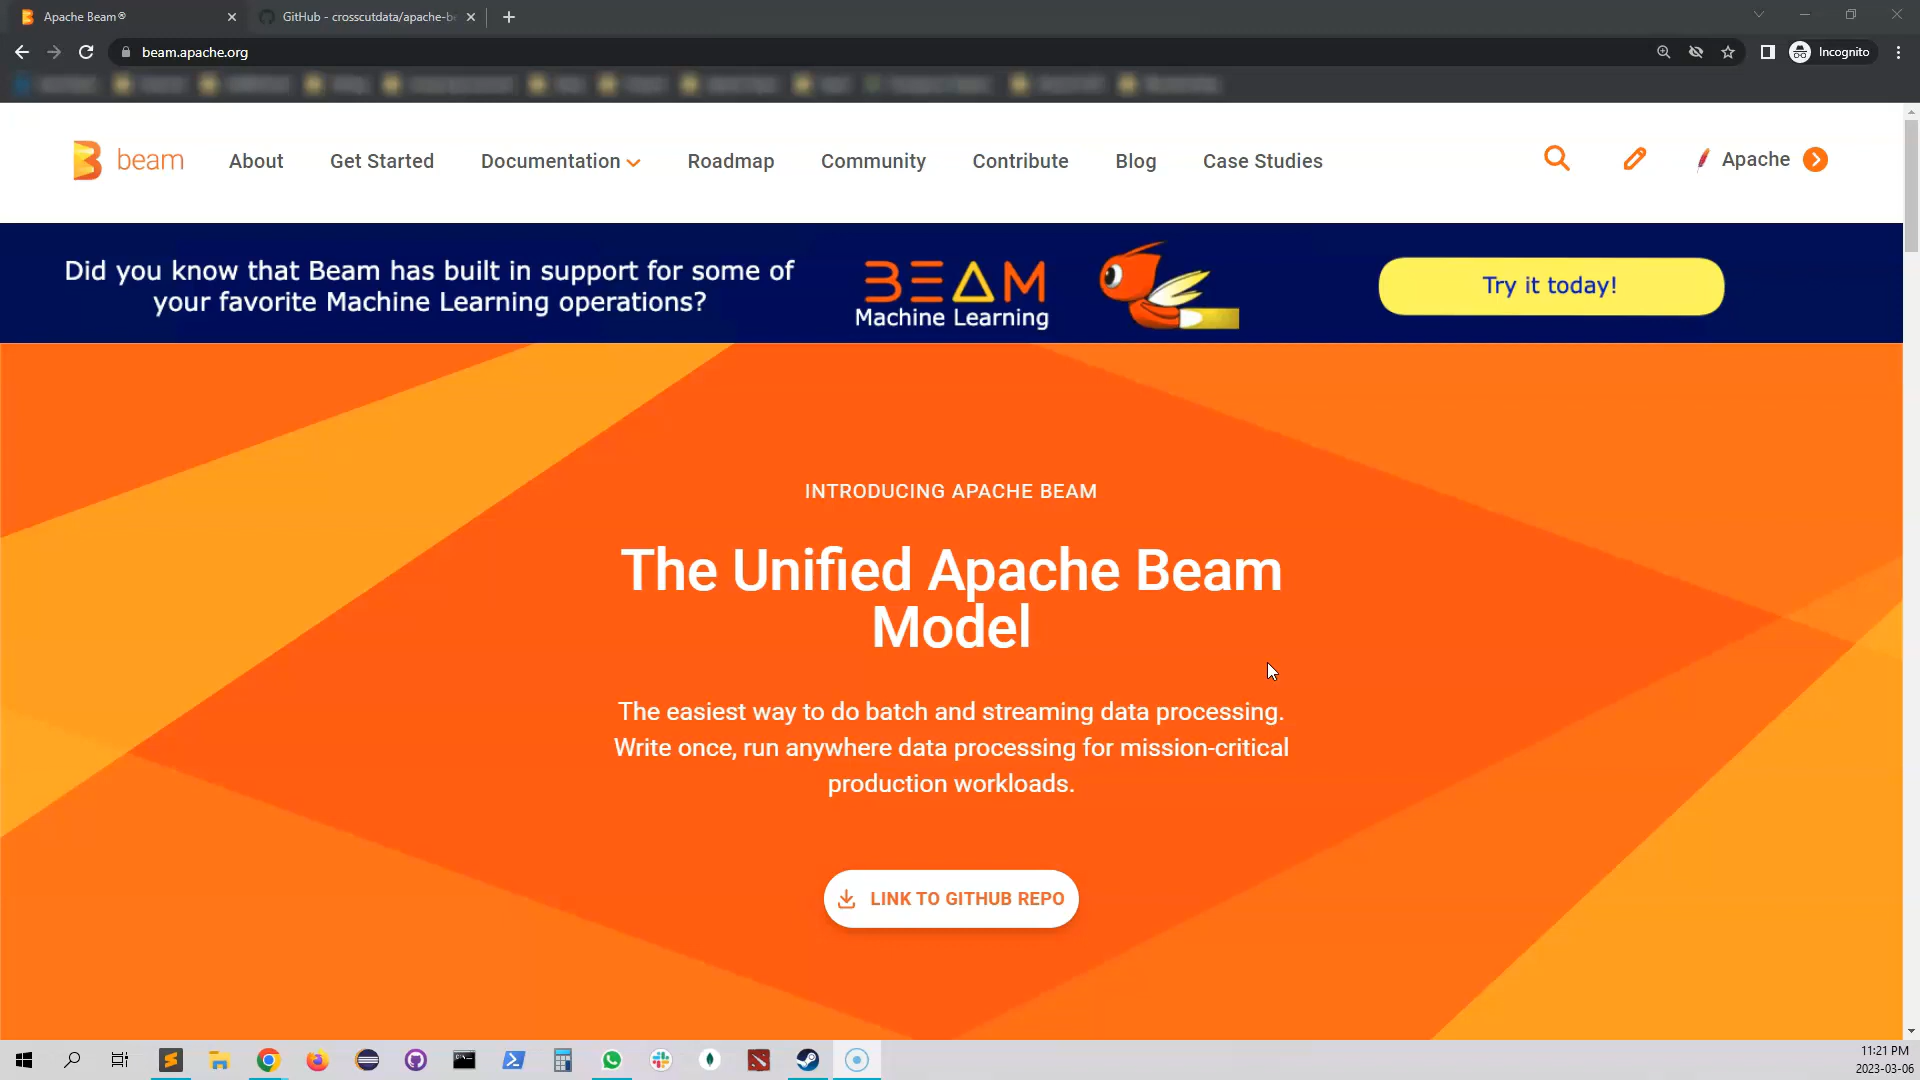 Apache Beam®
GitHub - crosscutdata/apache-be
beam.apache.org
Incognito
beam
About
Get Started
Documentation
Roadmap
Community
Contribute
Blog
Case Studies
Apache
Did you know that Beam has built in support for some of
your favorite Machine Learning operations?
BEAM
Machine Learning
Try it today!
INTRODUCING APACHE BEAM
The Unified Apache Beam
Model
The easiest way to do batch and streaming data processing.
Write once, run anywhere data processing for mission-critical
production workloads.
LINK TO GITHUB REPO
11:21 PM
2023-03-06